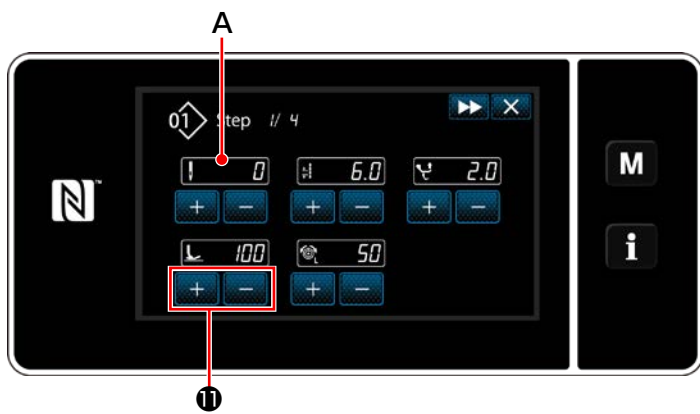 A
01 Step 1/ 4
0 6.0 2.0
+ - + - + -
M
100 L 50
+ - + -
i
N
⓫